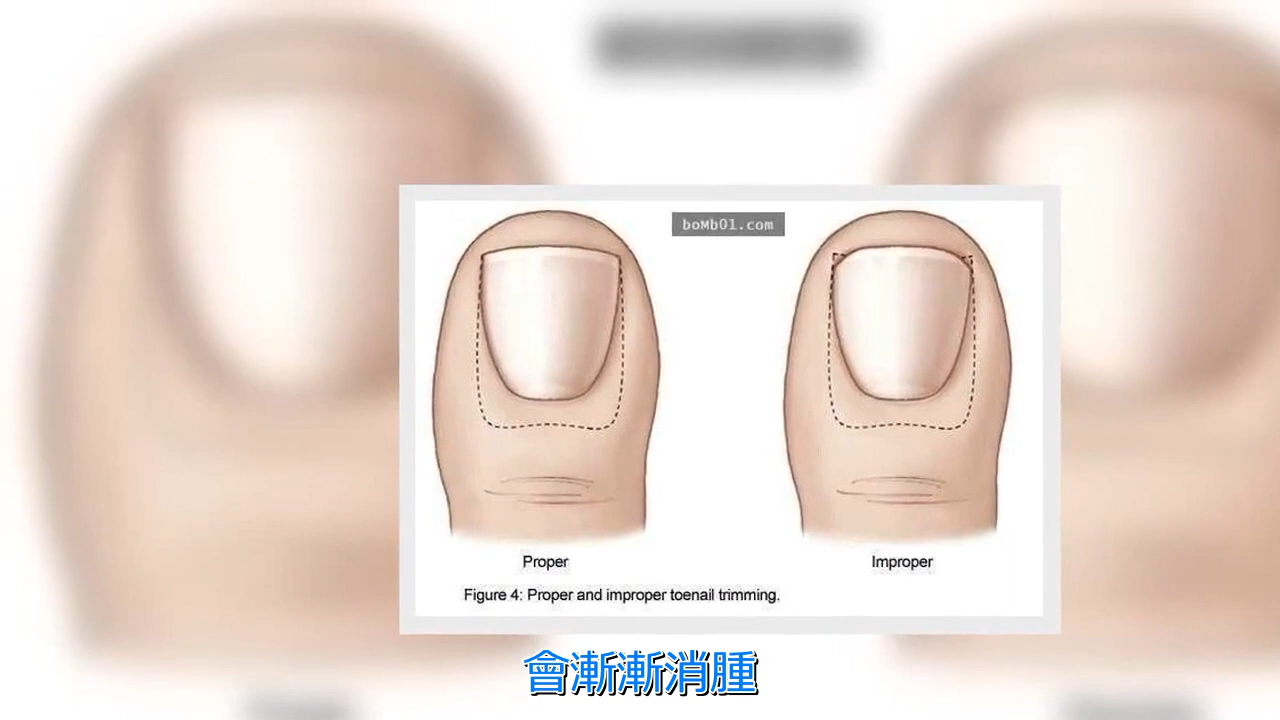 boMb01.com
Proper
Improper
Figure 4: Proper and improper toenail trimming.
會漸漸消腫